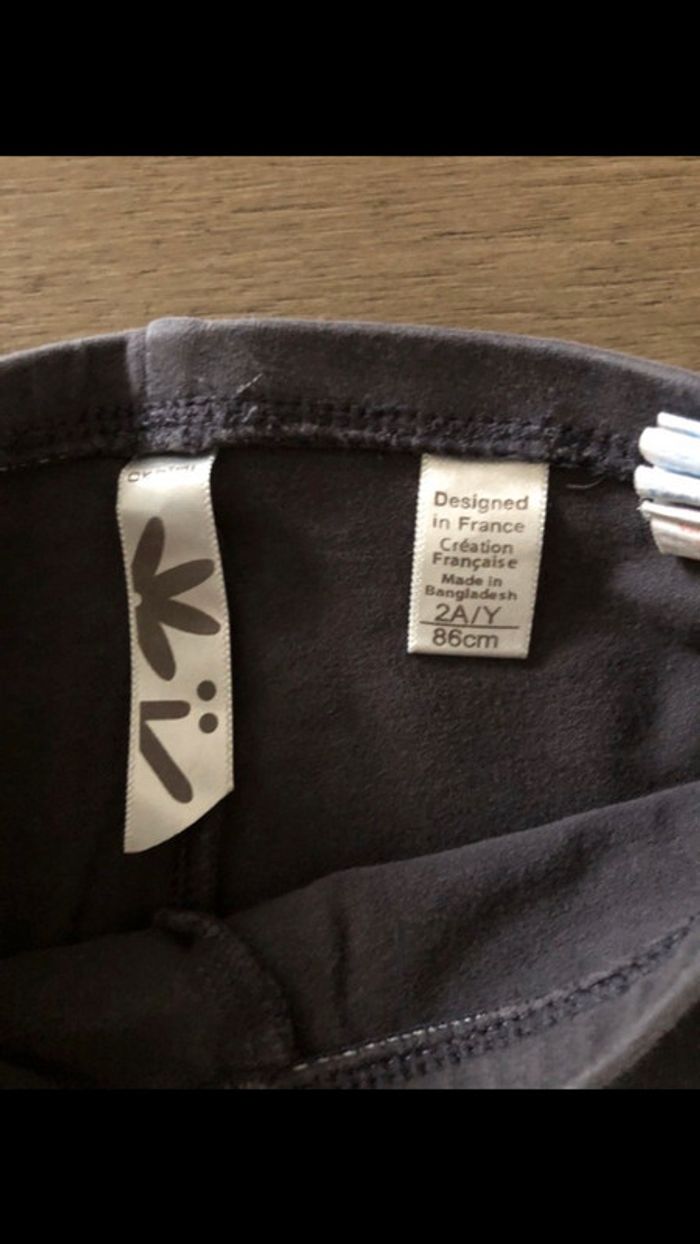 Designed
in France
Création
Française
Made in
Bangladesh
2A/Y
86cm